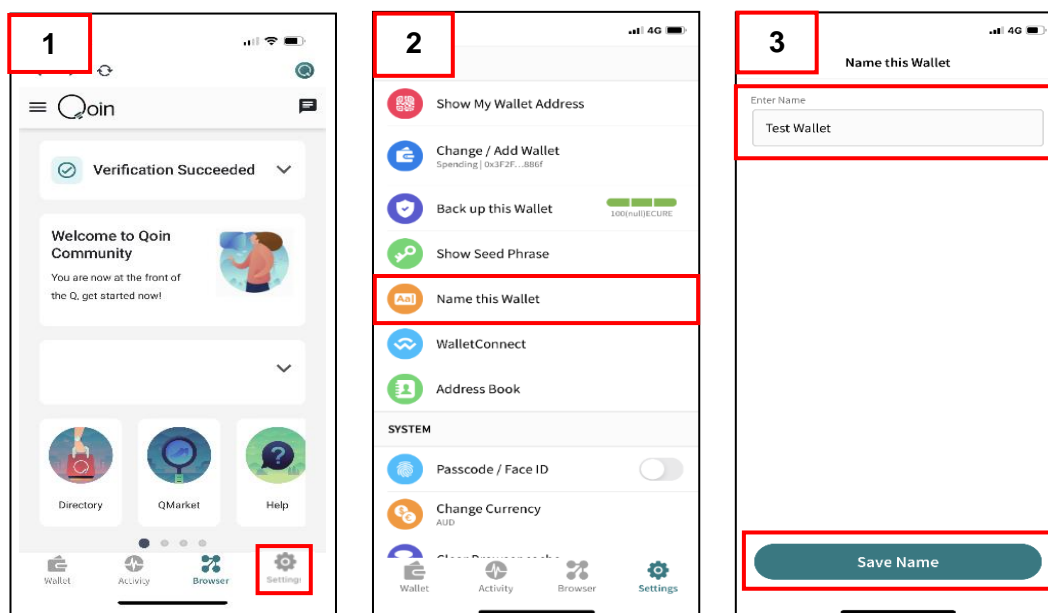 1
Qoin
Verification Succeeded
Welcome to Qoin
Community
You are now at the front of
the Q, get started now!
Directory
QMarket
Help
Wallet
Activity
Browser
Settings
2
4G
Show My Wallet Address
Change / Add Wallet
Spending | 0x3F2F...886f
Back up this Wallet
100(null)ECURE
Show Seed Phrase
Aa
Name this Wallet
WalletConnect
Address Book
SYSTEM
Passcode / Face ID
Change Currency
AUD
Wallet
Activity
Browser
Settings
3
4G
Name this Wallet
Enter Name
Test Wallet
Save Name